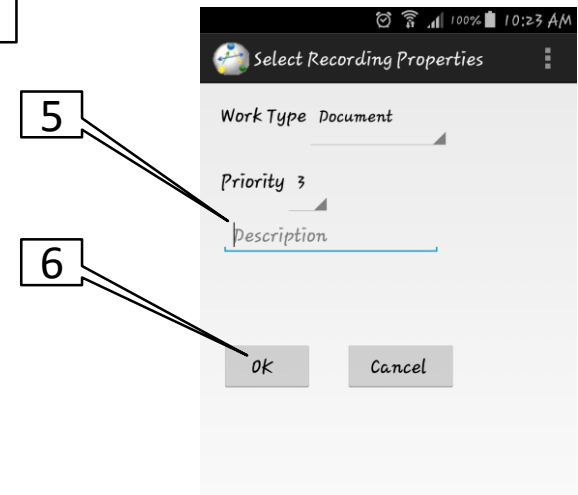 100% 10:23 AM
Select Recording Properties
Work Type Document
5
Priority 3
Description
6
OK Cancel